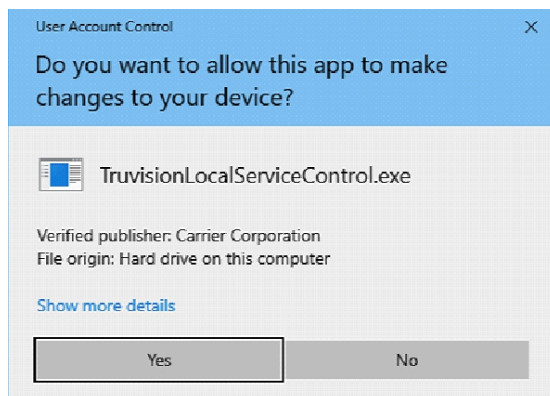 User Account Control
Do you want to allow this app to make
changes to your device?
TruvisionLocalServiceControl.exe
Verified publisher: Carrier Corporation
File origin: Hard drive on this computer
Show more details
Yes
No